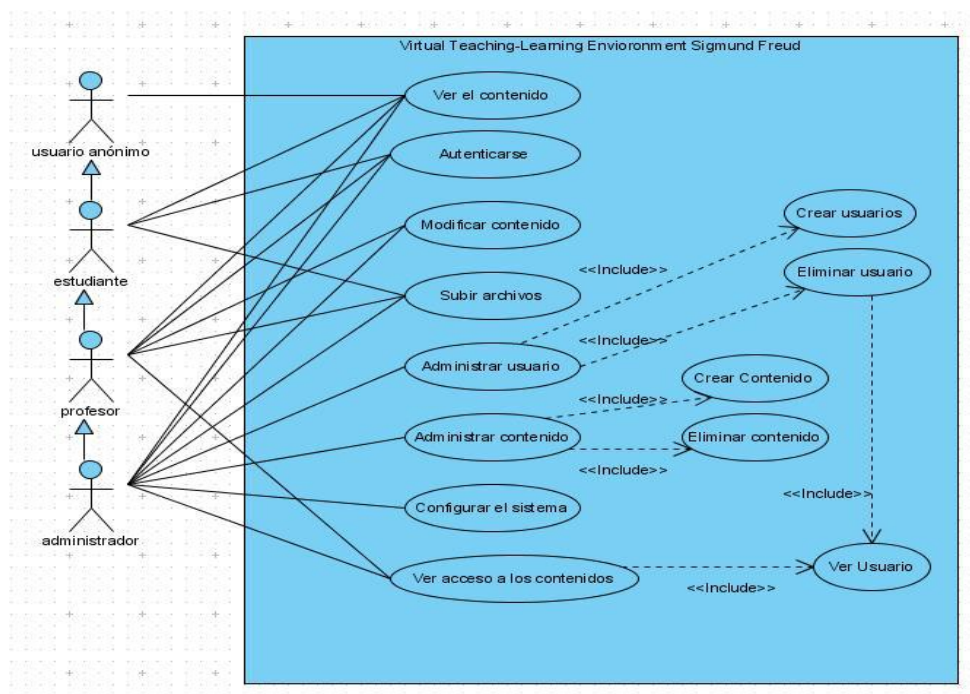 Virtual Teaching-Learning Envioronment Sigmund Freud
usuario anónimo
estudiante
profesor
administrador
Ver el contenido
Autenticarse
Modificar contenido
Subir archivos
Administrar usuario
Administrar contenido
Configurar el sistema
Ver acceso a los contenidos
Crear usuarios
<<Include>>
Eliminar usuario
<<Include>>
Crear Contenido
<<Include>>
Eliminar contenido
<<Include>>
<<Include>>
Ver Usuario
<<Include>>